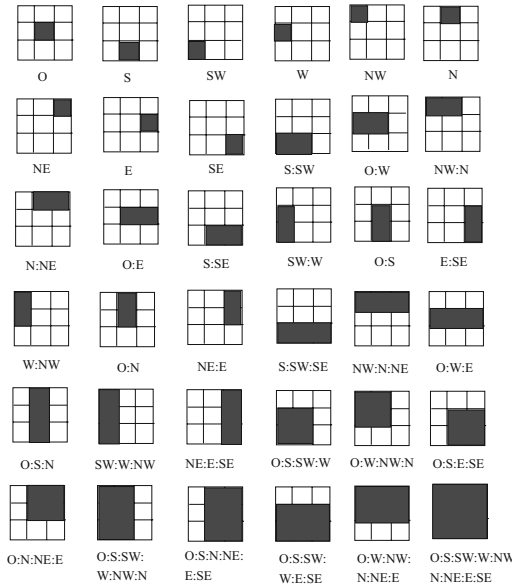 O S SW W NW N
NE E SE S:SW O:W NW:N
N:NE O:E S:SE SW:W O:S E:SE
W:NW O:N NE:E S:SW:SE NW:N:NE O:W:E
O:S:N SW:W:NW NE:E:SE O:S:SW:W O:W:NW:N O:S:E:SE
O:N:NE:E O:S:SW: O:S:N:NE: O:S:SW: O:W:NW: O:S:SW:W:NW
W:NW:N E:SE W:E:SE N:NE:E N:NE:E:SE